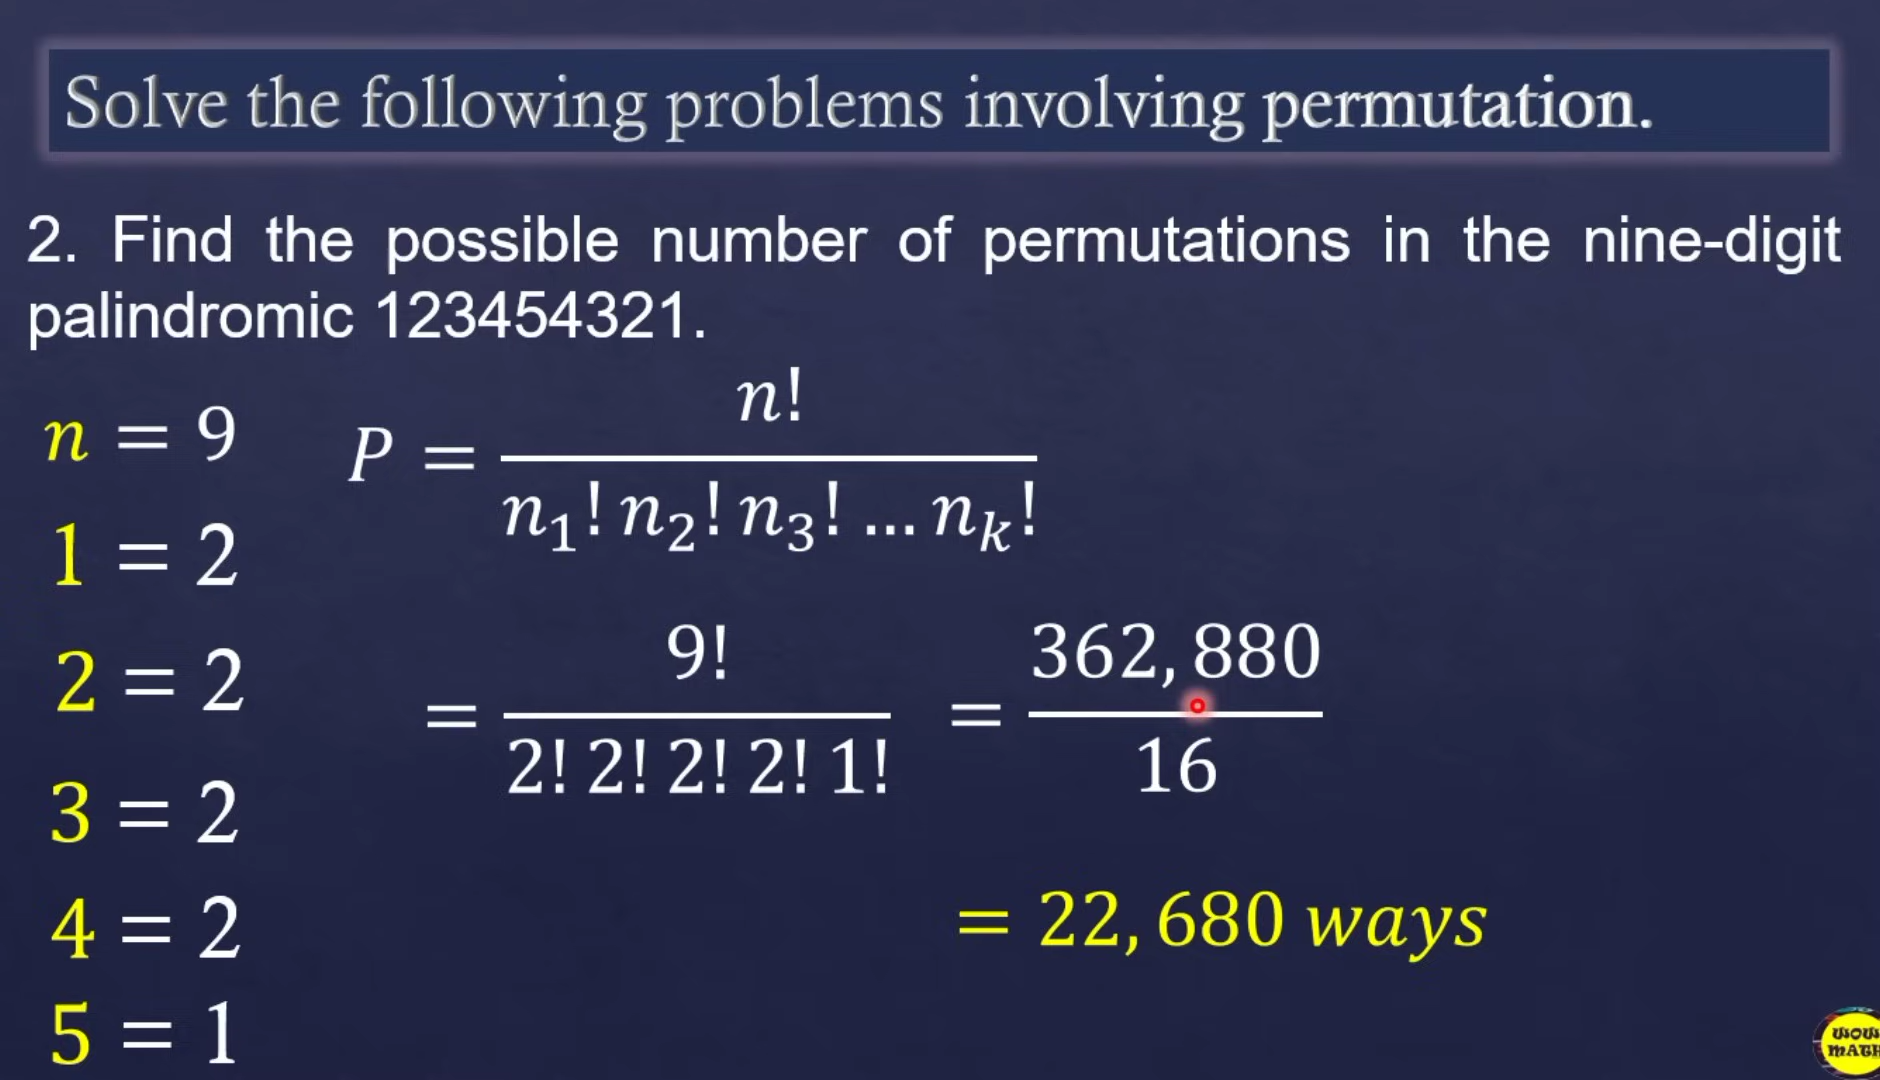 Solve the following problems involving permutation.
2. Find the possible number of permutations in the nine-digit
palindromic 123454321.
n = 9
1 = 2
2 = 2
3 = 2
4 = 2
5 = 1
P = n! / n₁! n₂! n₃! … nₖ!
= 9! / 2! 2! 2! 2! 1! = 362,880 / 16
= 22,680 ways
WOW
MATH